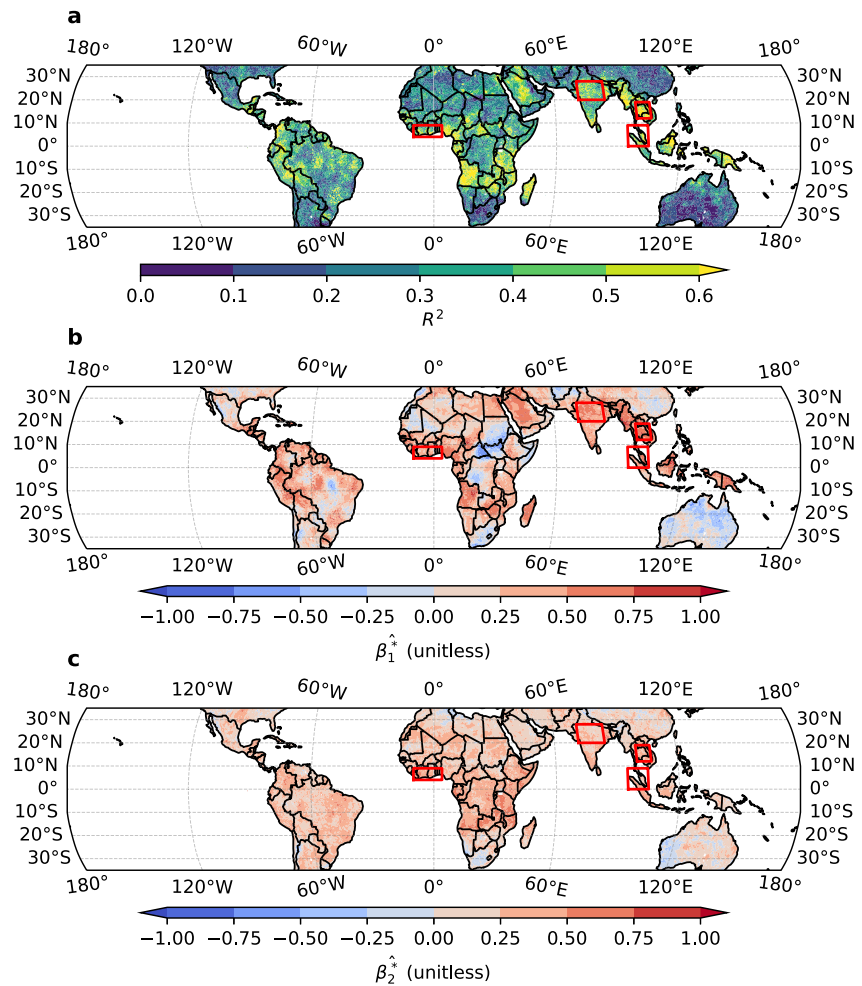 a
180° 120°W 60°W 0° 60°E 120°E 180°
30°N 30°N
20°N 20°N
10°N 10°N
0° 0°
10°S 10°S
20°S 20°S
30°S 30°S
180° 120°W 60°W 0° 60°E 120°E 180°
0.0 0.1 0.2 0.3 0.4 0.5 0.6
R²
b
180° 120°W 60°W 0° 60°E 120°E 180°
30°N 30°N
20°N 20°N
10°N 10°N
0° 0°
10°S 10°S
20°S 20°S
30°S 30°S
180° 120°W 60°W 0° 60°E 120°E 180°
−1.00 −0.75 −0.50 −0.25 0.00 0.25 0.50 0.75 1.00
β₁^* (unitless)
c
180° 120°W 60°W 0° 60°E 120°E 180°
30°N 30°N
20°N 20°N
10°N 10°N
0° 0°
10°S 10°S
20°S 20°S
30°S 30°S
180° 120°W 60°W 0° 60°E 120°E 180°
−1.00 −0.75 −0.50 −0.25 0.00 0.25 0.50 0.75 1.00
β₂^* (unitless)